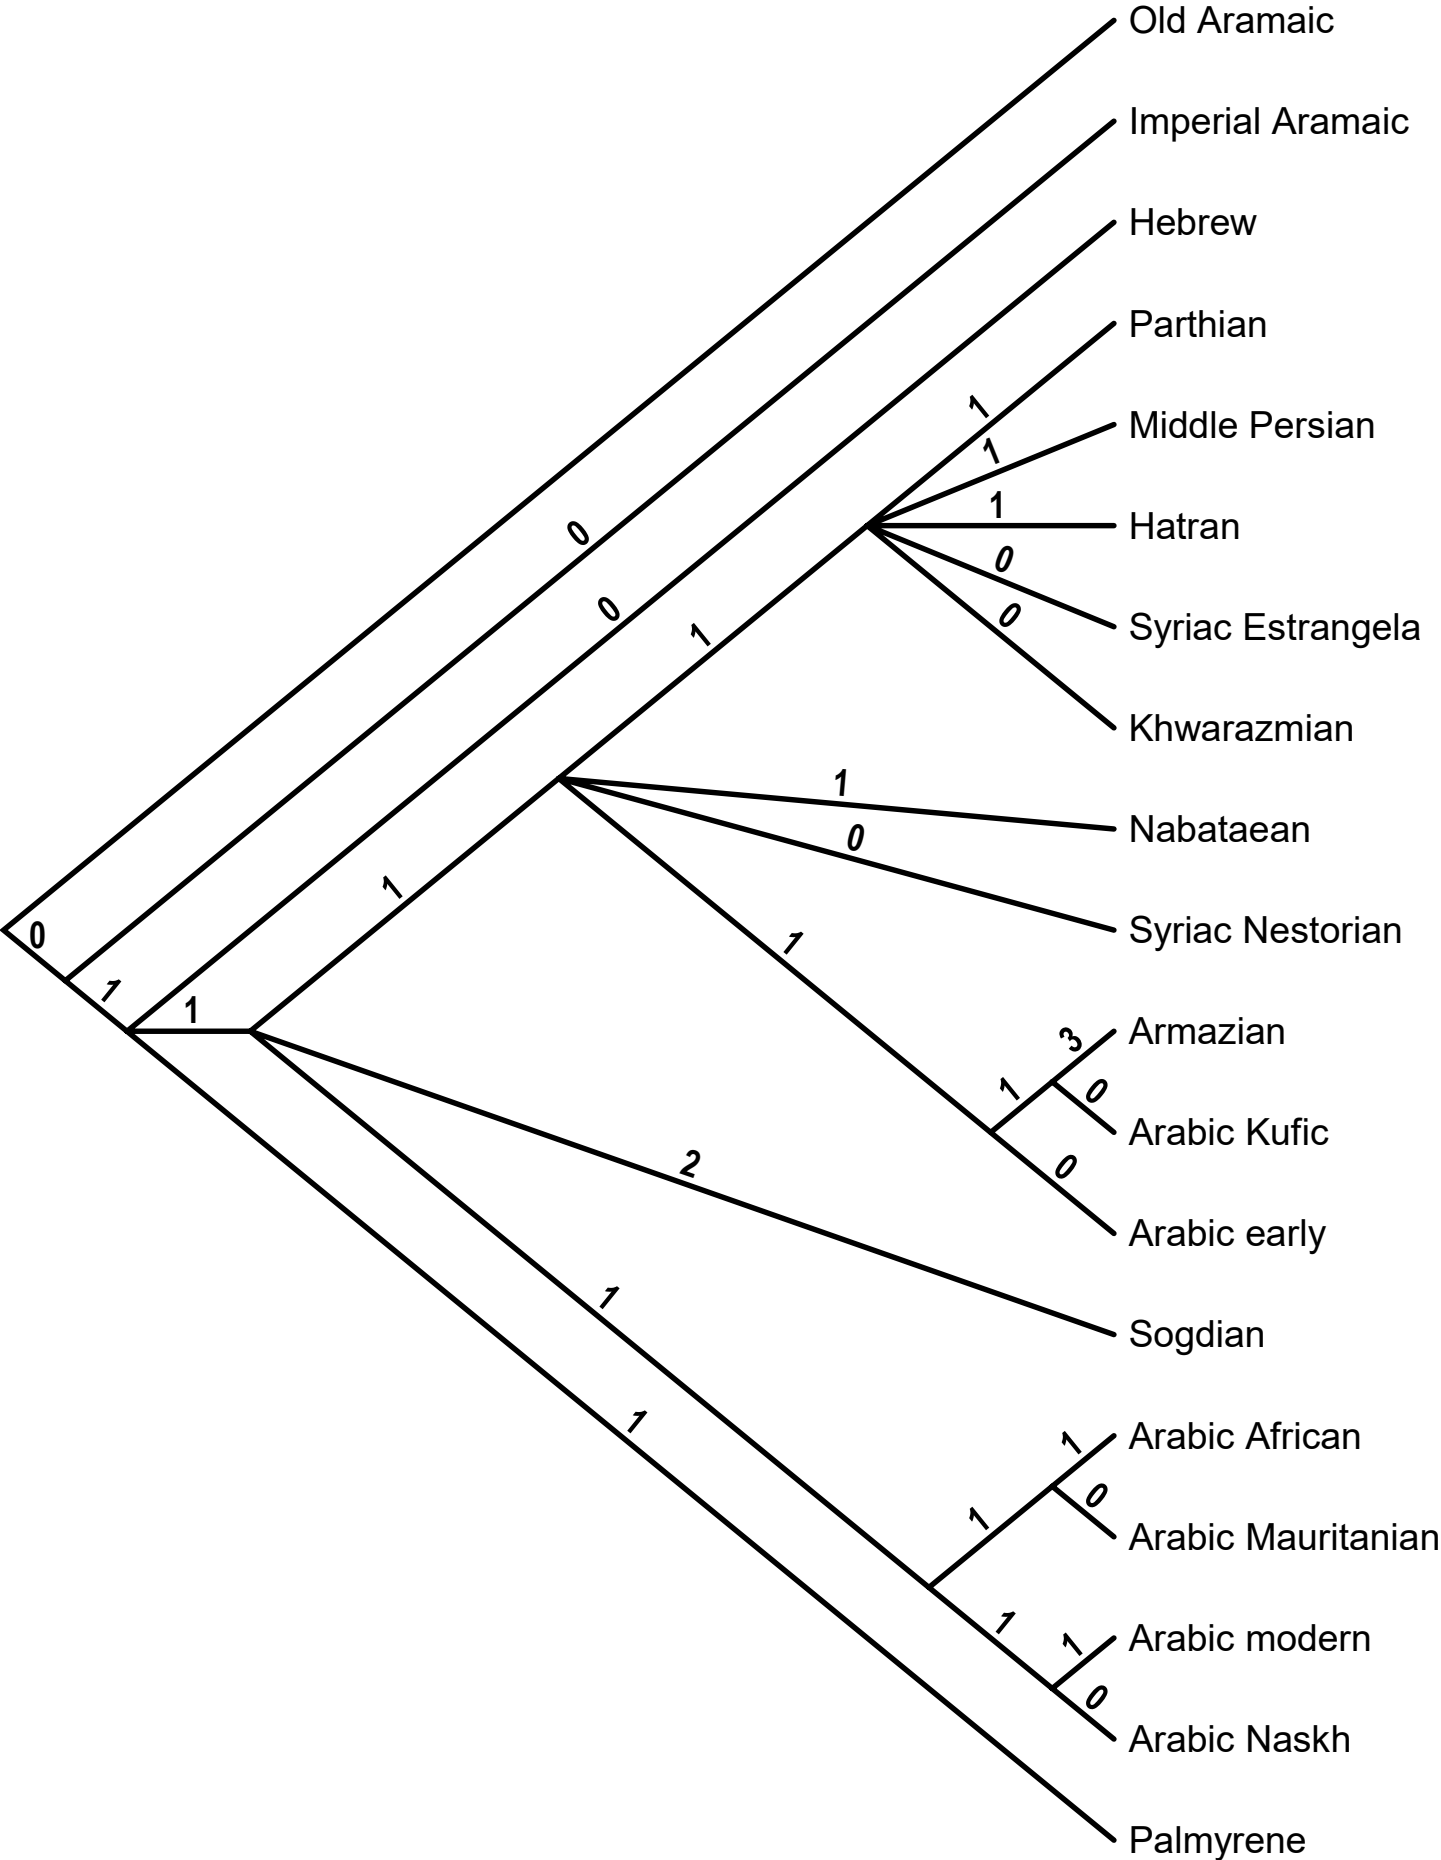 Old Aramaic
Imperial Aramaic
Hebrew
Parthian
1
Middle Persian
1
1
Hatran
0
0
0
0
Syriac Estrangela
1
Khwarazmian
1
Nabataean
0
1
Syriac Nestorian
0
1
1
1
3
Armazian
1
0
Arabic Kufic
2
0
Arabic early
1
Sogdian
1
1
Arabic African
0
1
Arabic Mauritanian
1
1
Arabic modern
0
Arabic Naskh
Palmyrene